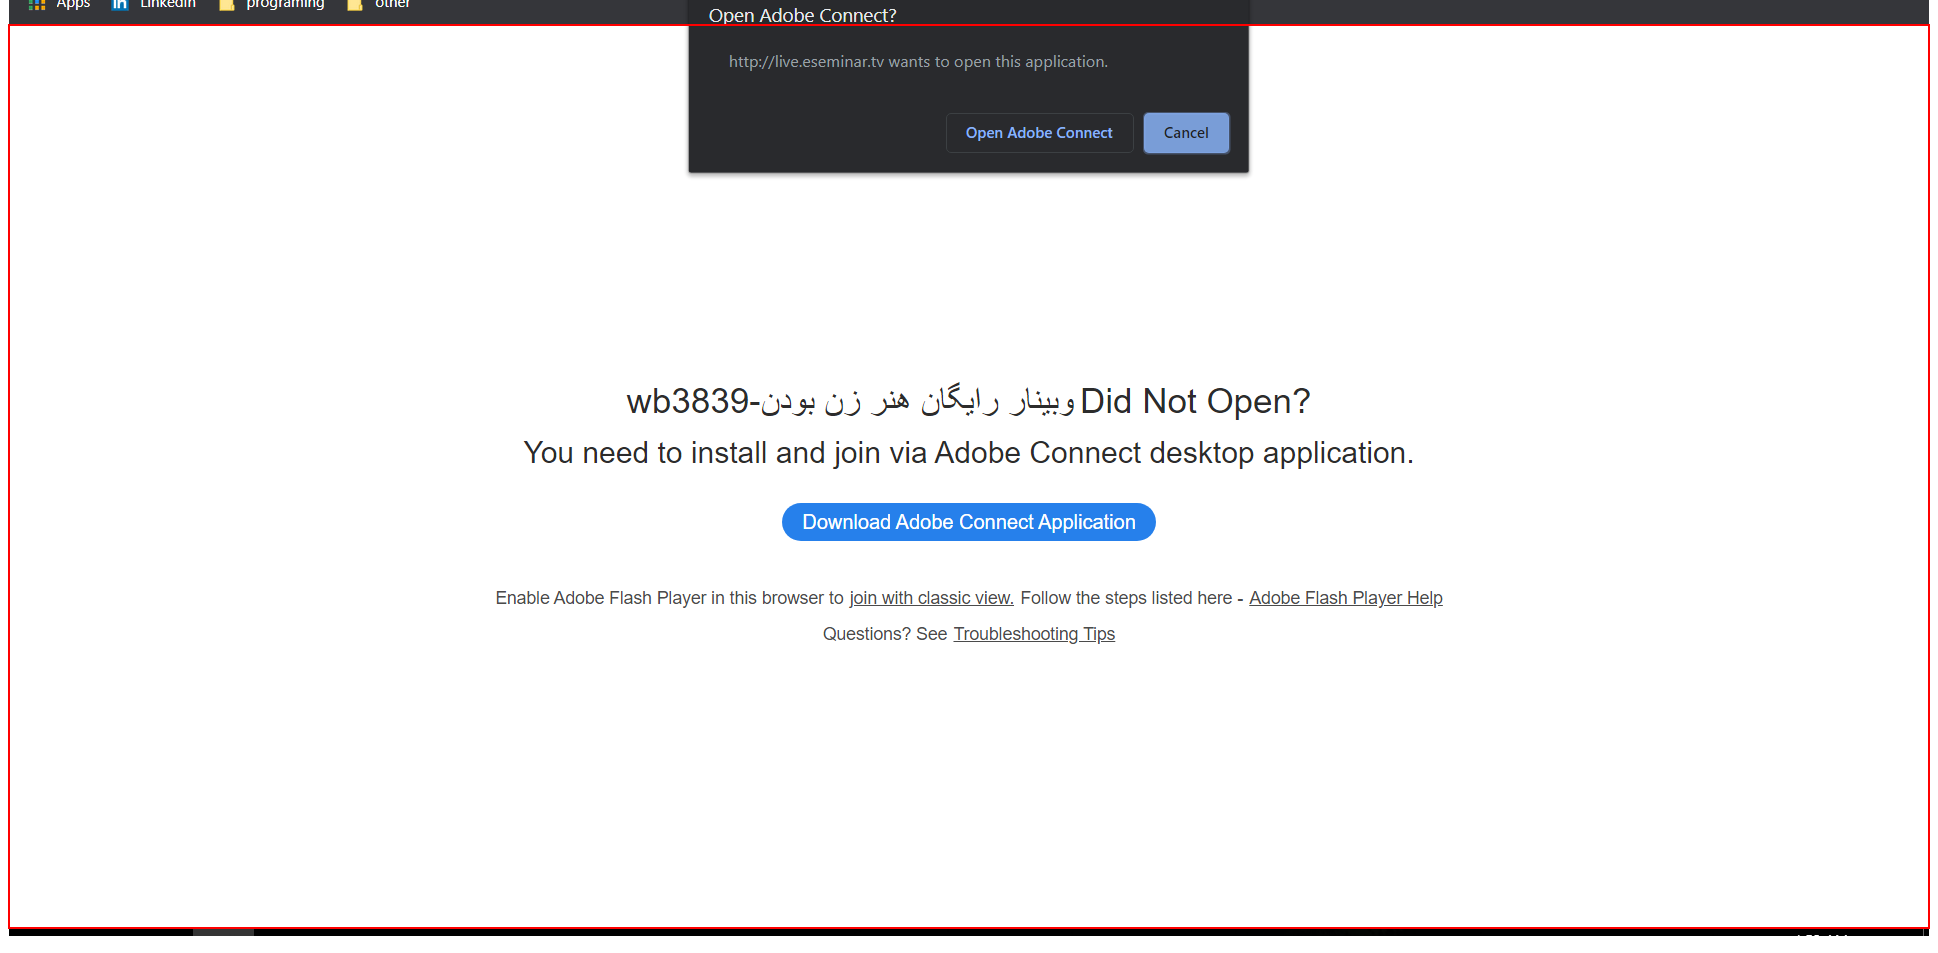 Apps LinkedIn programing other
Open Adobe Connect?
http://live.eseminar.tv wants to open this application.
Open Adobe Connect Cancel
wb3839-وبینار رایگان هنر زن بودن Did Not Open?
You need to install and join via Adobe Connect desktop application.
Download Adobe Connect Application
Enable Adobe Flash Player in this browser to join with classic view. Follow the steps listed here - Adobe Flash Player Help
Questions? See Troubleshooting Tips